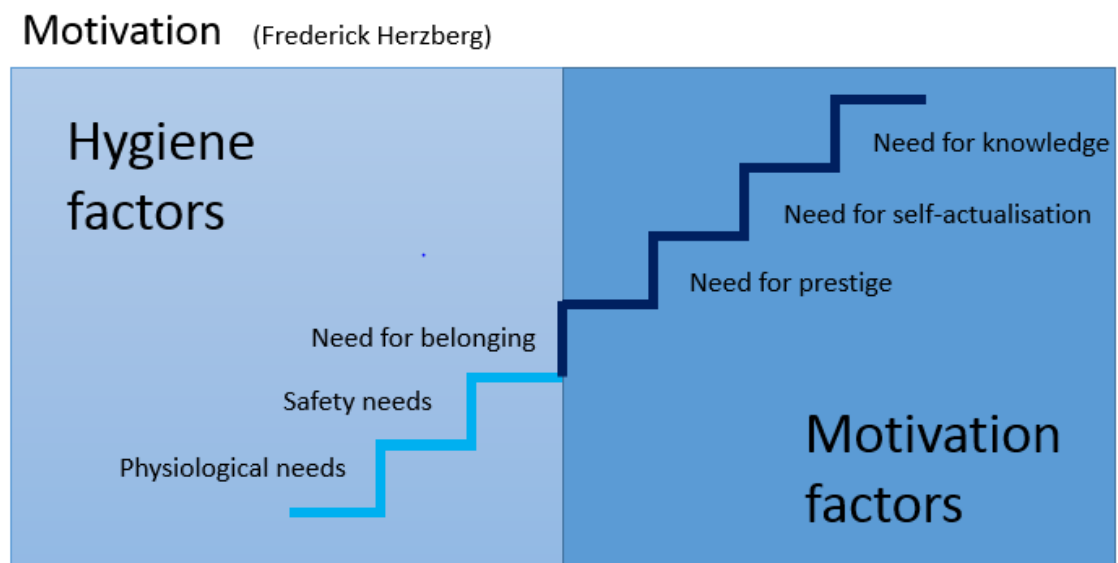 Motivation (Frederick Herzberg)
Hygiene
factors
Need for knowledge
Need for self-actualisation
Need for prestige
Need for belonging
Safety needs
Physiological needs
Motivation
factors